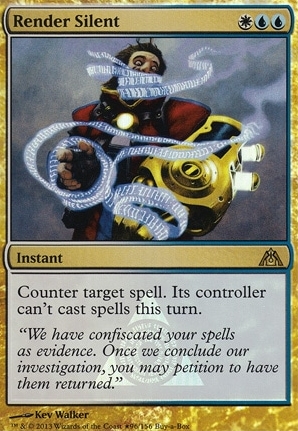 Render Silent
Instant
Counter target spell. Its controller
can't cast spells this turn.
"We have confiscated your spells
as evidence. Once we conclude our
investigation, you may petition to have
them returned."
Kev Walker
™ & © 2013 Wizards of the Coast ★96/156 Buy-a-Box